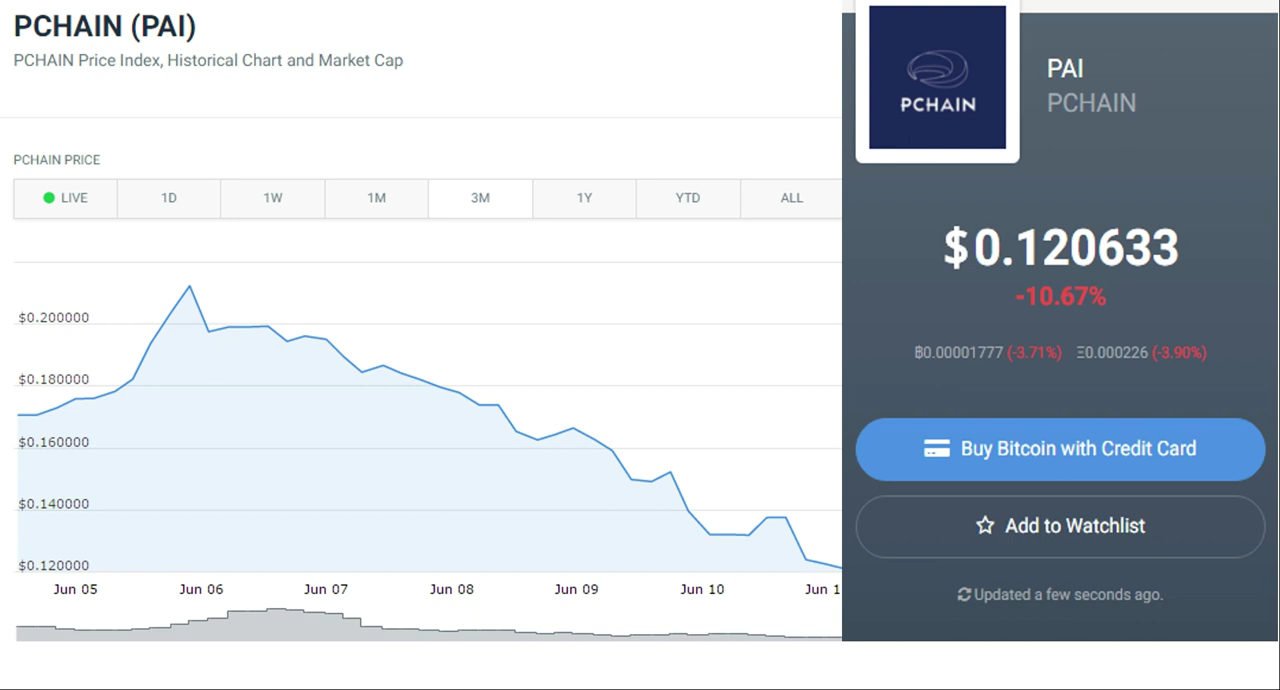 PCHAIN (PAI)
PCHAIN Price Index, Historical Chart and Market Cap
PCHAIN PRICE
LIVE 1D 1W 1M 3M 1Y YTD ALL
$0.200000
$0.180000
$0.160000
$0.140000
$0.120000
Jun 05 Jun 06 Jun 07 Jun 08 Jun 09 Jun 10 Jun 1
PCHAIN
PAI
PCHAIN
$0.120633
-10.67%
฿0.00001777 (-3.71%) Ξ0.000226 (-3.90%)
Buy Bitcoin with Credit Card
Add to Watchlist
Updated a few seconds ago.